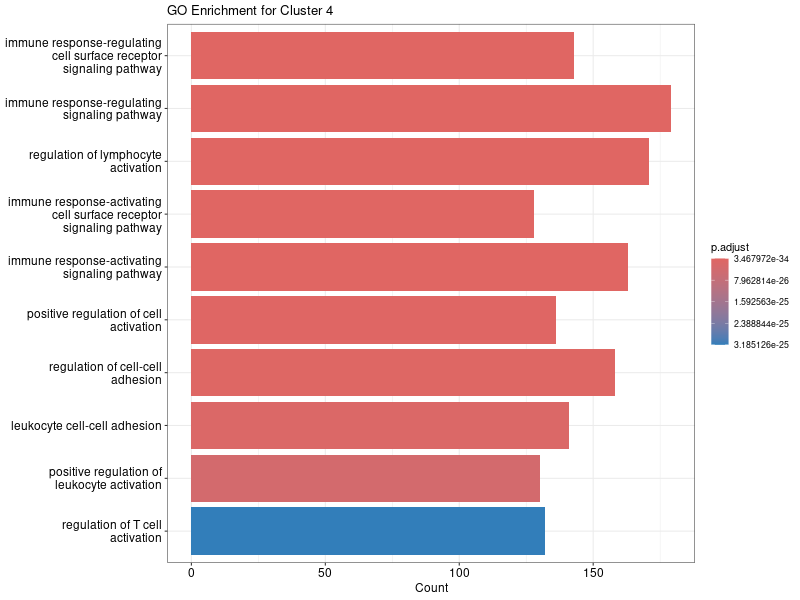 GO Enrichment for Cluster 4
immune response-regulating
cell surface receptor
signaling pathway
immune response-regulating
signaling pathway
regulation of lymphocyte
activation
immune response-activating
cell surface receptor
signaling pathway
immune response-activating
signaling pathway
positive regulation of cell
activation
regulation of cell-cell
adhesion
leukocyte cell-cell adhesion
positive regulation of
leukocyte activation
regulation of T cell
activation
0 50 100 150
Count
p.adjust
3.467972e-34
7.962814e-26
1.592563e-25
2.388844e-25
3.185126e-25